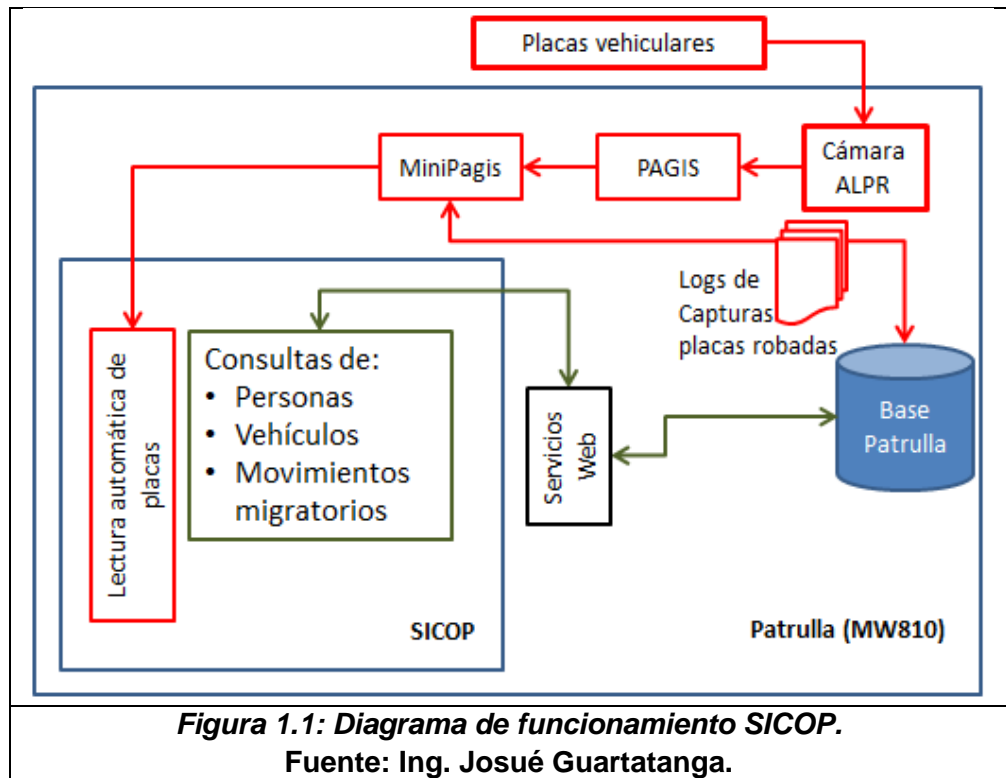 Placas vehiculares
Cámara
ALPR
PAGIS
MiniPagis
Logs de
Capturas
placas robadas
Lectura automática de
placas
Consultas de:
• Personas
• Vehículos
• Movimientos
migratorios
Servicios
Web
Base
Patrulla
SICOP
Patrulla (MW810)
Figura 1.1: Diagrama de funcionamiento SICOP.
Fuente: Ing. Josué Guartatanga.